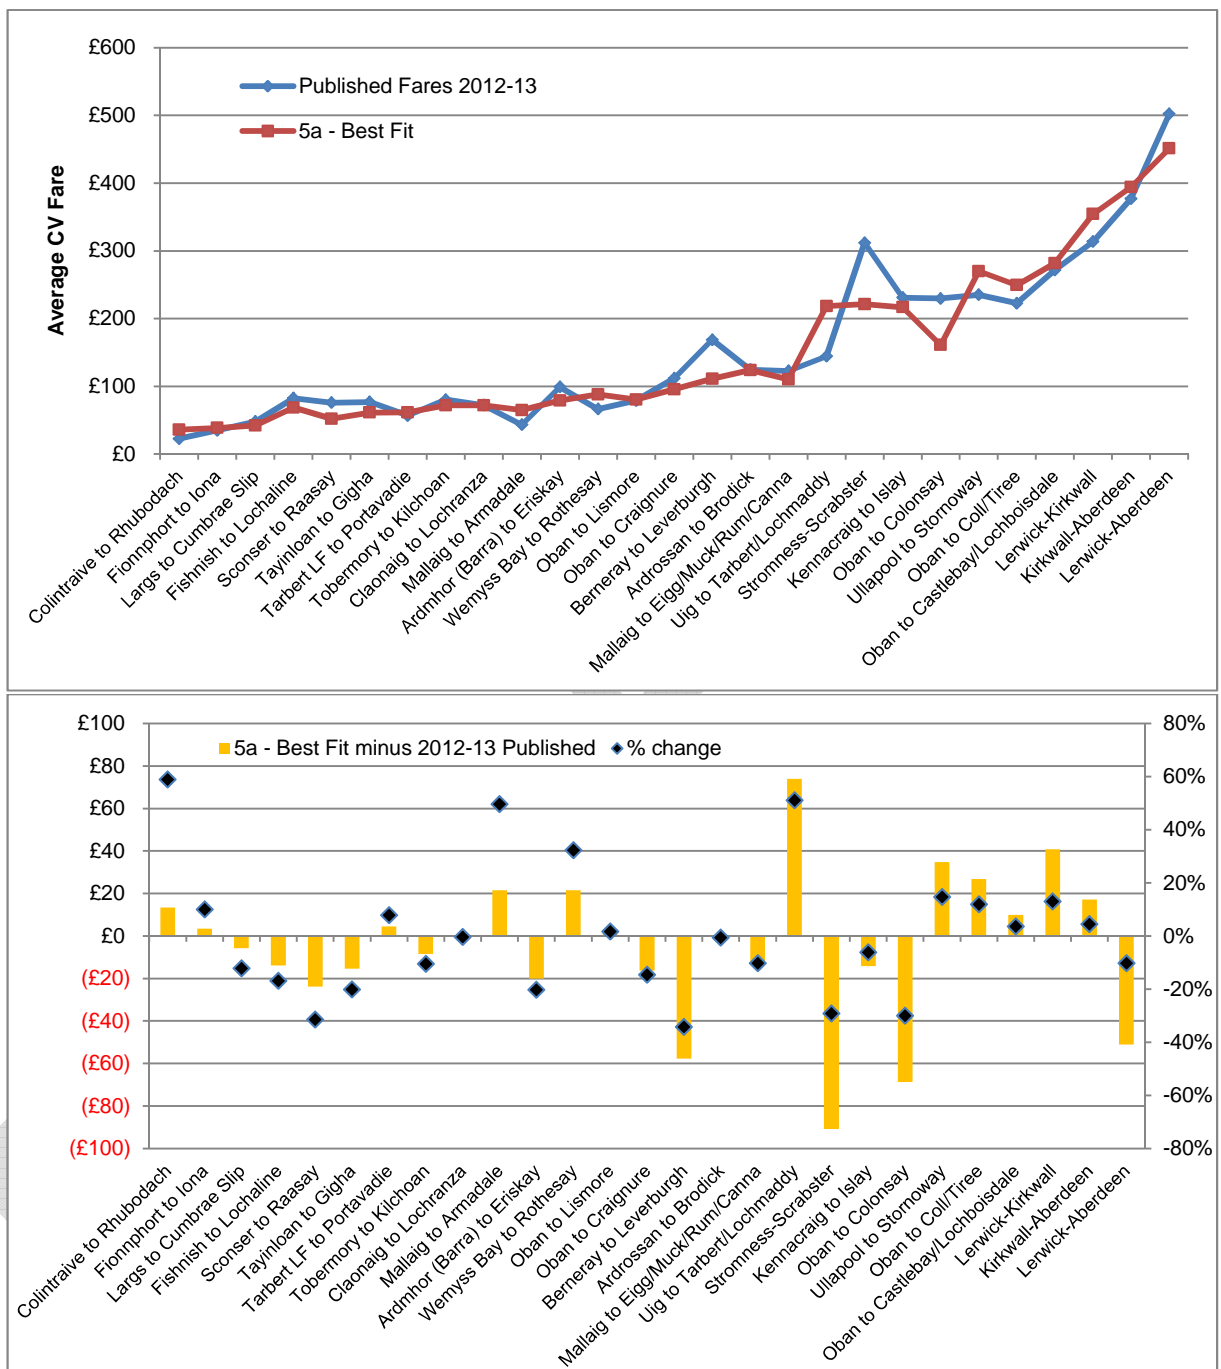 £600
£500
£400
£300
£200
£100
£0
Average CV Fare
Published Fares 2012-13
5a - Best Fit
Colintraive to Rhubodach
Fionnphort to Iona
Largs to Cumbrae Slip
Fishnish to Lochaline
Sconser to Raasay
Tayinloan to Gigha
Tarbert LF to Portavadie
Tobermory to Kilchoan
Claonaig to Lochranza
Mallaig to Armadale
Ardmhor (Barra) to Eriskay
Wemyss Bay to Rothesay
Oban to Lismore
Oban to Craignure
Berneray to Leverburgh
Ardrossan to Brodick
Mallaig to Eigg/Muck/Rum/Canna
Uig to Tarbert/Lochmaddy
Stromness-Scrabster
Kennacraig to Islay
Oban to Colonsay
Ullapool to Stornoway
Oban to Coll/Tiree
Oban to Castlebay/Lochboisdale
Lerwick-Kirkwall
Kirkwall-Aberdeen
Lerwick-Aberdeen
£100
£80
£60
£40
£20
£0
(£20)
(£40)
(£60)
(£80)
(£100)
5a - Best Fit minus 2012-13 Published
% change
80%
60%
40%
20%
0%
-20%
-40%
-60%
-80%
Colintraive to Rhubodach
Fionnphort to Iona
Largs to Cumbrae Slip
Fishnish to Lochaline
Sconser to Raasay
Tayinloan to Gigha
Tarbert LF to Portavadie
Tobermory to Kilchoan
Claonaig to Lochranza
Mallaig to Armadale
Ardmhor (Barra) to Eriskay
Wemyss Bay to Rothesay
Oban to Lismore
Oban to Craignure
Berneray to Leverburgh
Ardrossan to Brodick
Mallaig to Eigg/Muck/Rum/Canna
Uig to Tarbert/Lochmaddy
Stromness-Scrabster
Kennacraig to Islay
Oban to Colonsay
Ullapool to Stornoway
Oban to Coll/Tiree
Oban to Castlebay/Lochboisdale
Lerwick-Kirkwall
Kirkwall-Aberdeen
Lerwick-Aberdeen